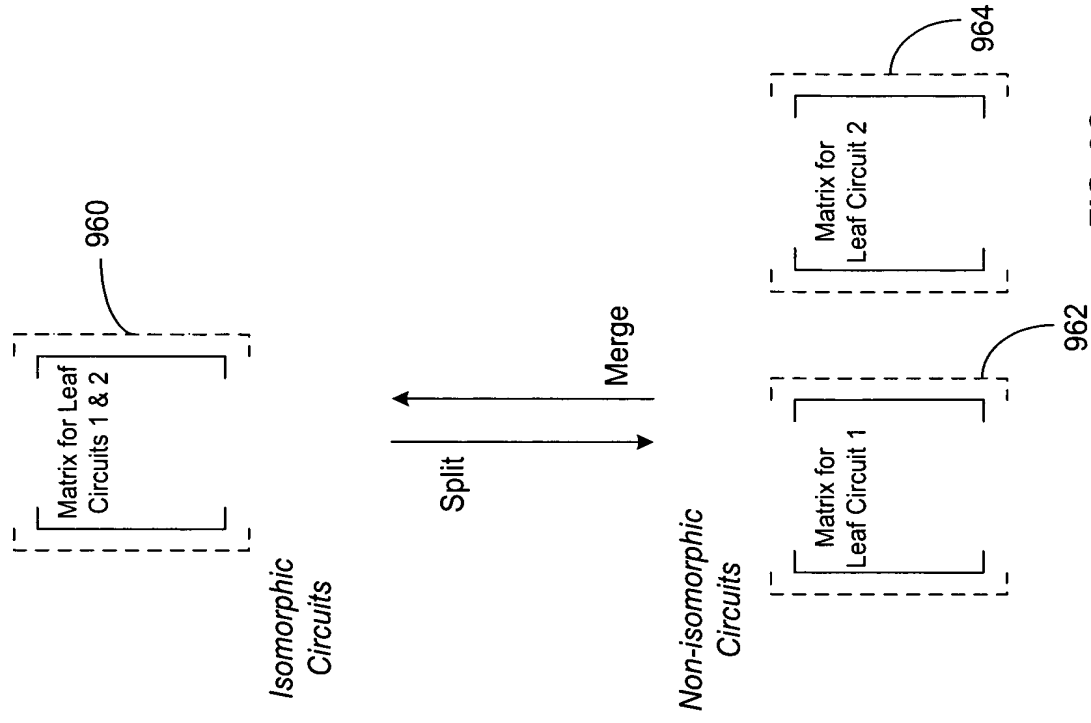 960
Matrix for Leaf
Circuits 1 & 2
Isomorphic
Circuits
Split
Merge
Non-isomorphic
Circuits
Matrix for
Leaf Circuit 1
962
Matrix for
Leaf Circuit 2
964